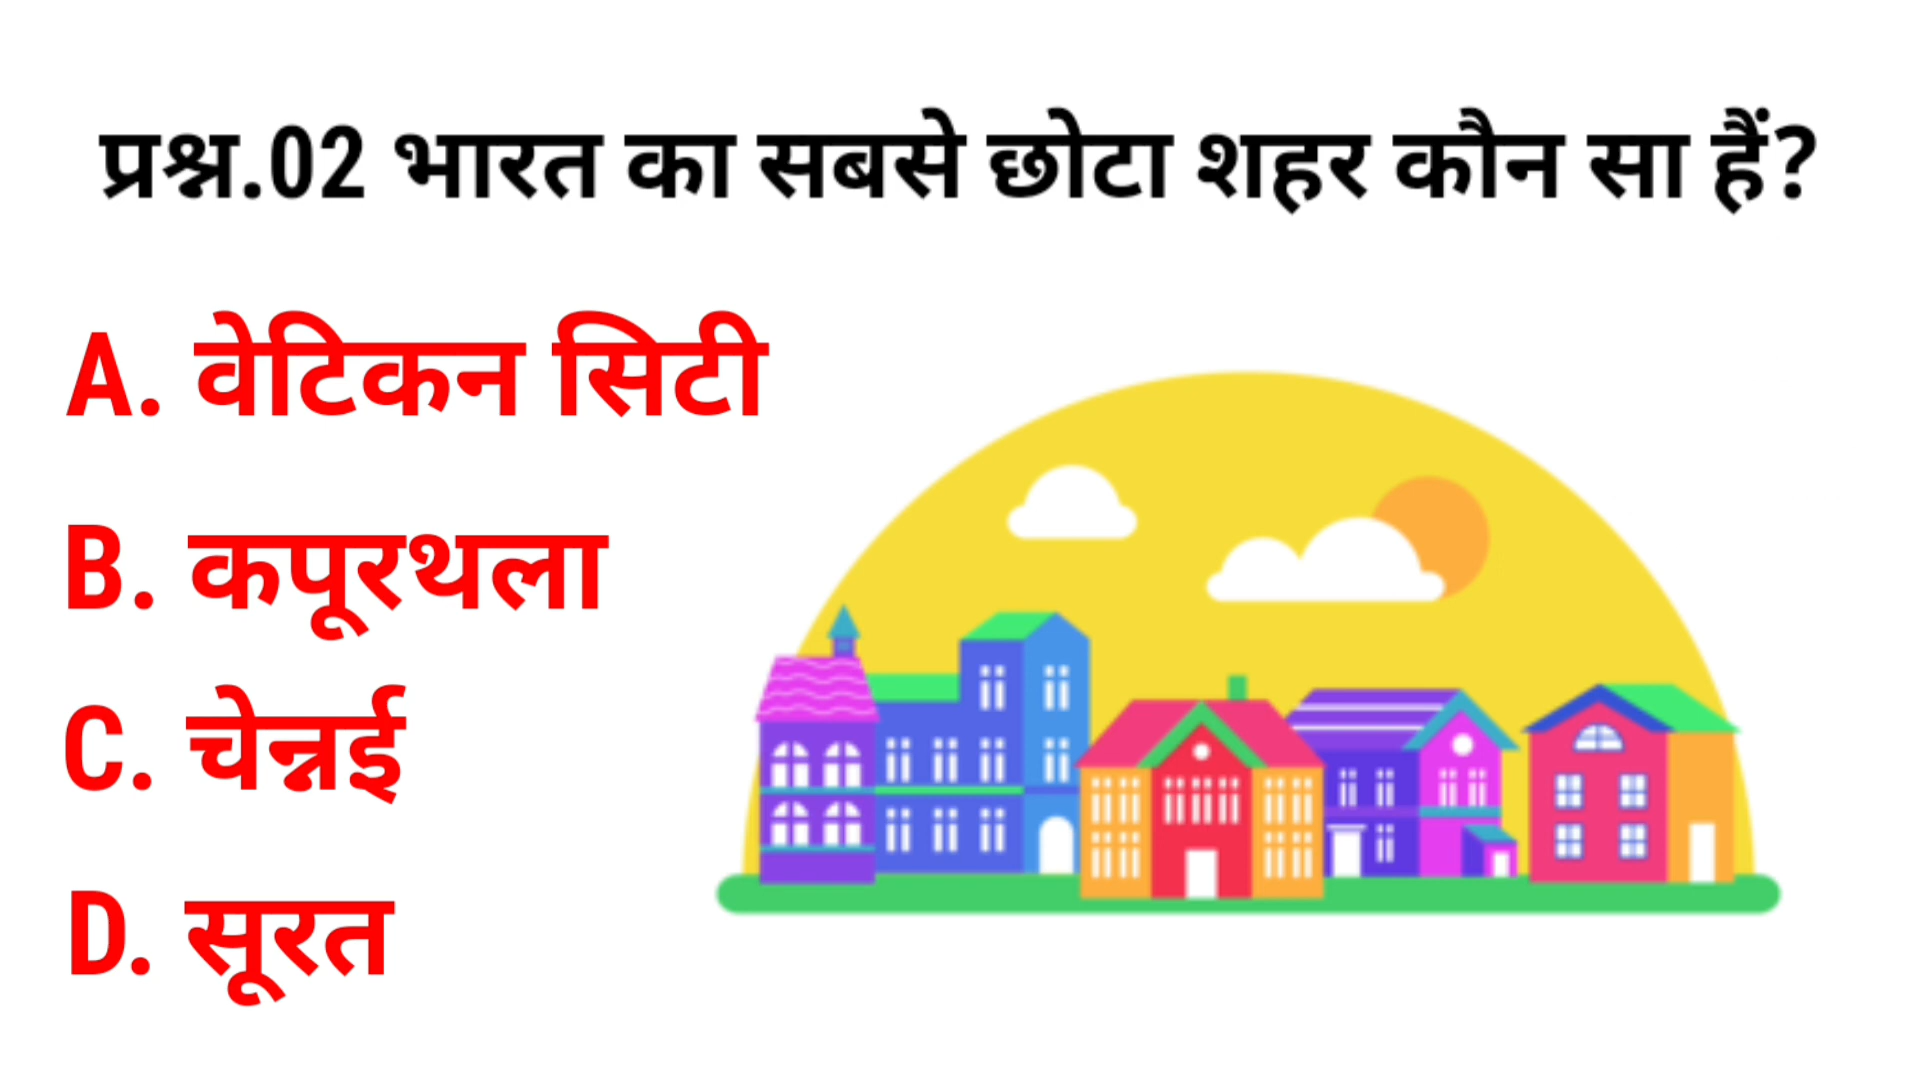 प्रश्न.02 भारत का सबसे छोटा शहर कौन सा हैं?
A. वेटिकन सिटी
B. कपूरथला
C. चेन्नई
D. सूरत